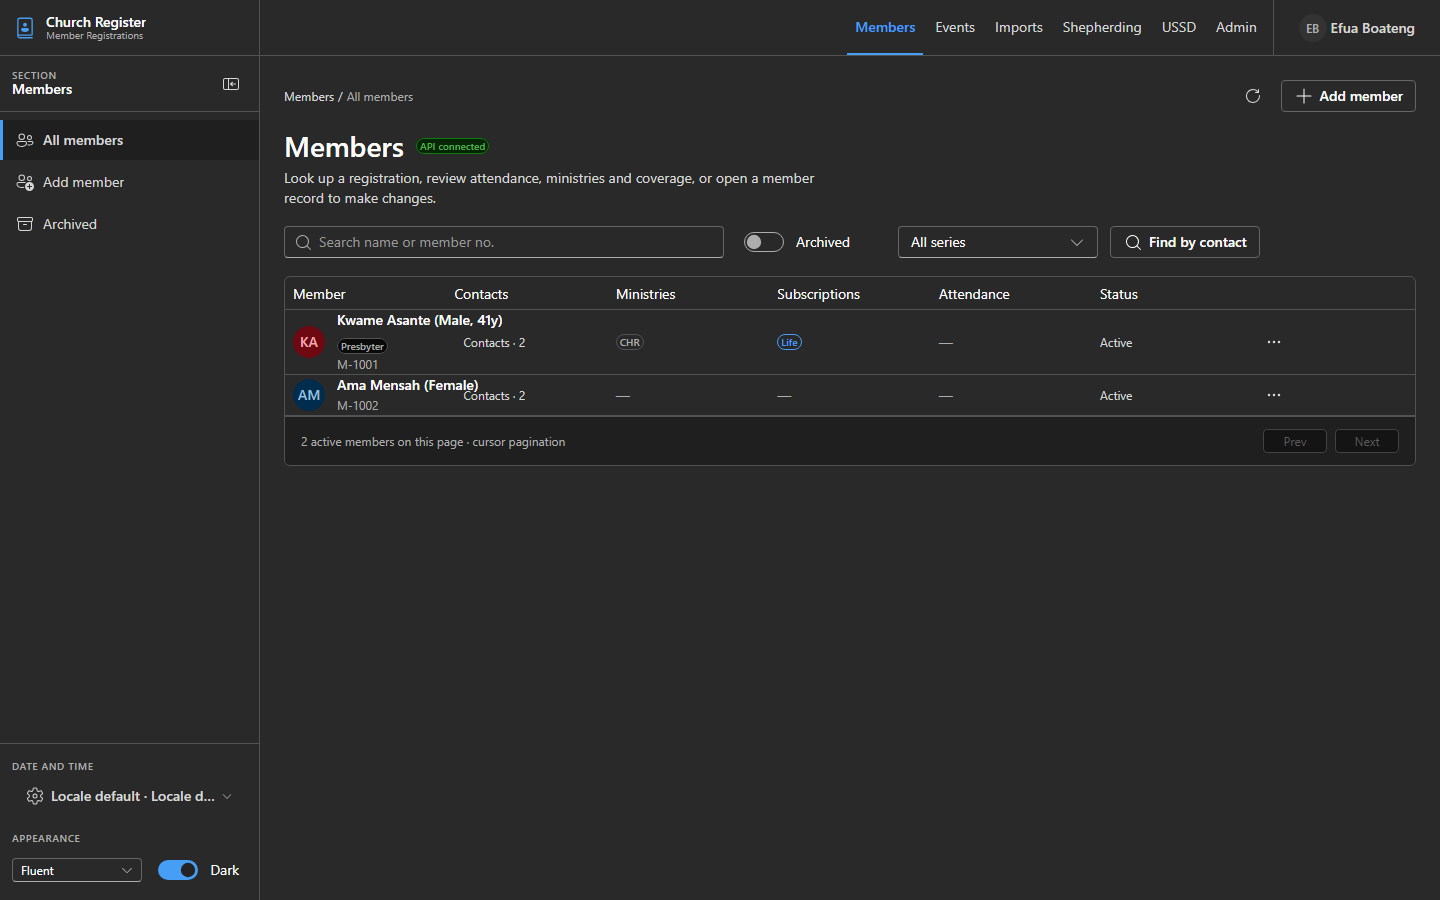 Church Register
Member Registrations
Members
Events
Imports
Shepherding
USSD
Admin
EB
Efua Boateng
SECTION
Members
All members
Add member
Archived
Members / All members
Add member
Members
API connected
Look up a registration, review attendance, ministries and coverage, or open a member
record to make changes.
Search name or member no.
Archived
All series
Find by contact
Member
Contacts
Ministries
Subscriptions
Attendance
Status
KA
Kwame Asante (Male, 41y)
Presbyter
M-1001
Contacts · 2
CHR
Life
—
Active
···
AM
Ama Mensah (Female)
M-1002
Contacts · 2
—
—
—
Active
···
2 active members on this page · cursor pagination
Prev
Next
DATE AND TIME
Locale default · Locale d...
APPEARANCE
Fluent
Dark